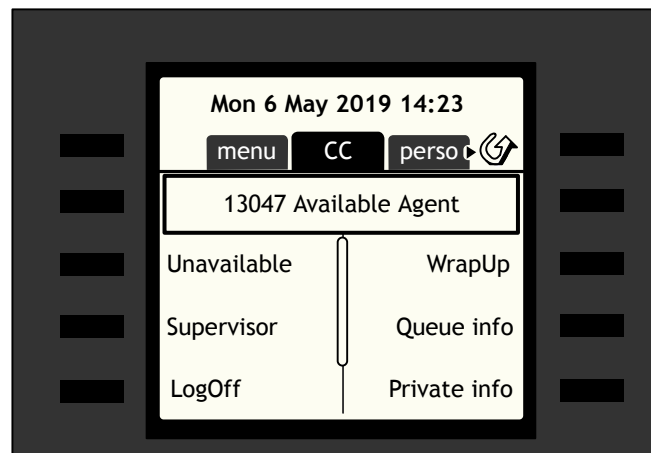 Mon 6 May 2019 14:23
menu CC perso
13047 Available Agent
Unavailable WrapUp
Supervisor Queue info
LogOff Private info